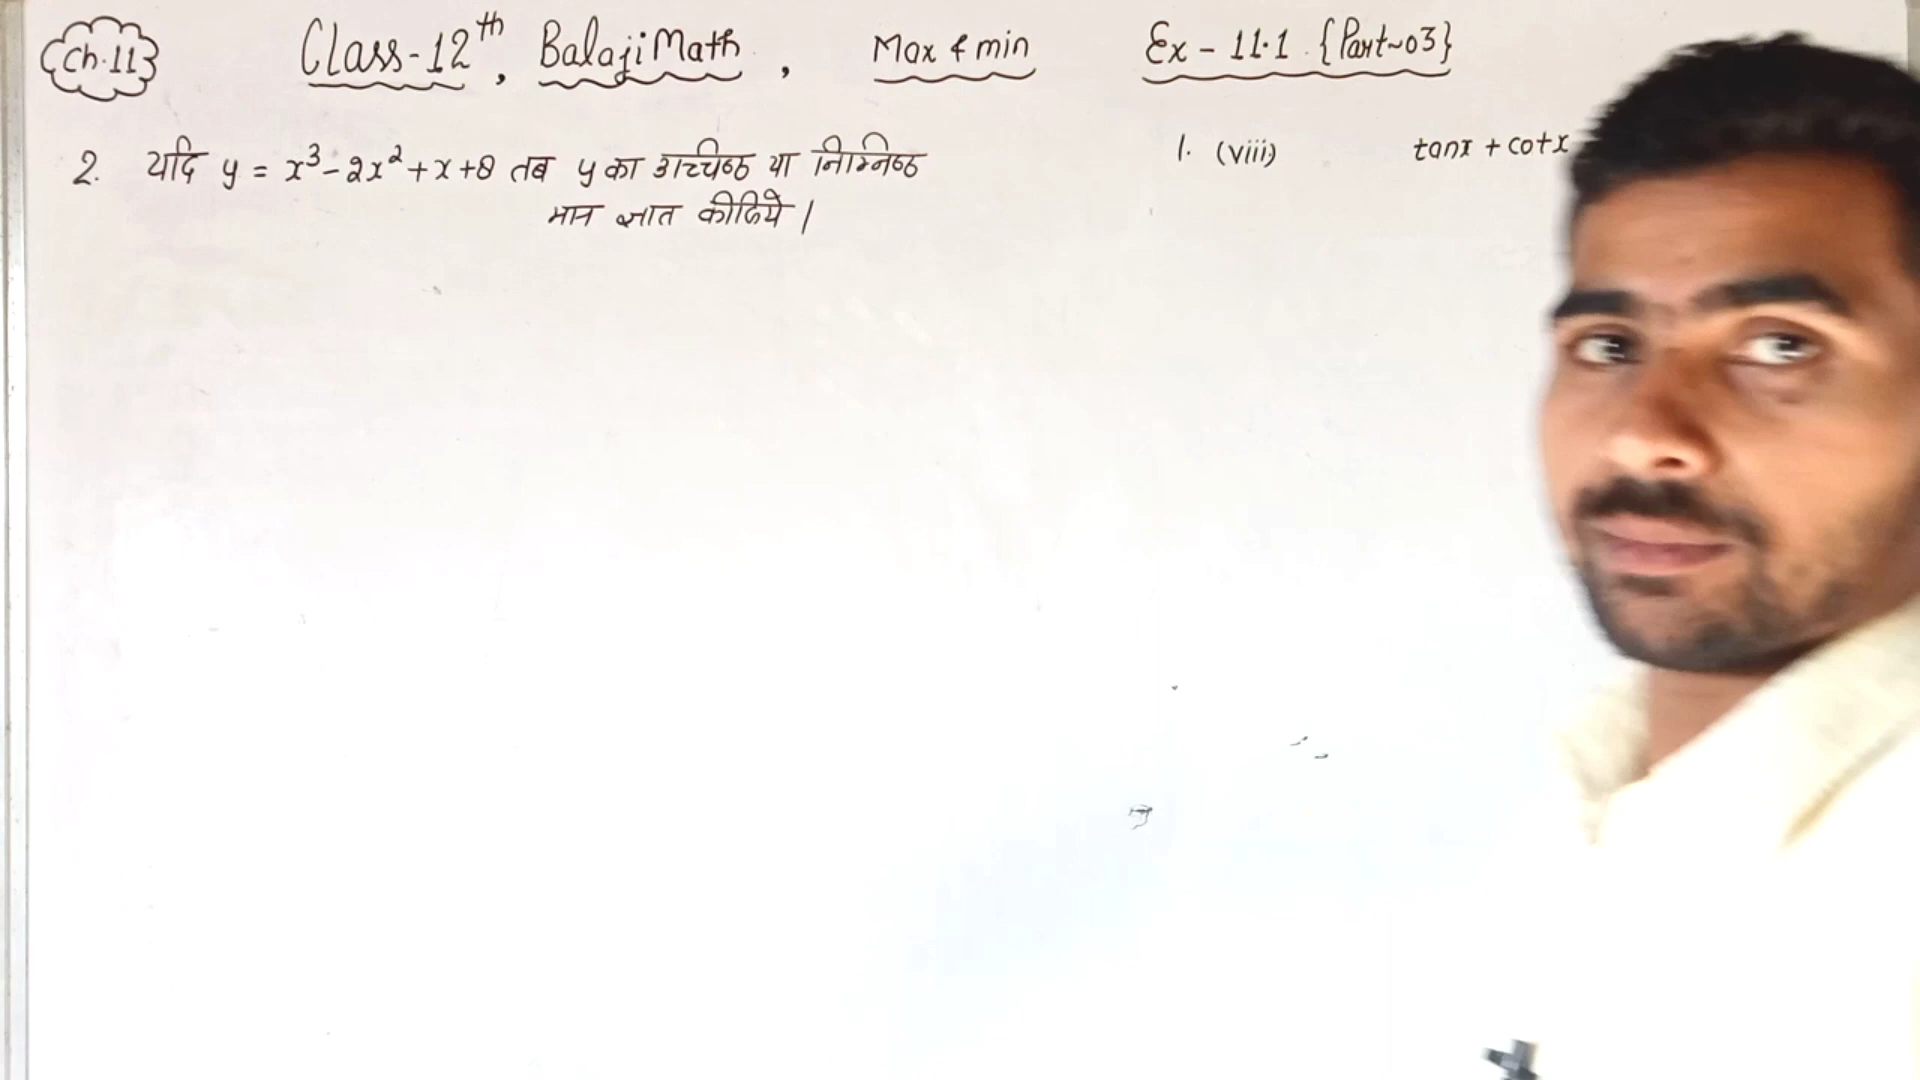 Ch.11
Class-12th, Balaji Math, Max & min Ex-11.1 {Part~03}
2. यदि y = x³-2x²+x+8 तब y का उच्चिष्ठ या निम्निष्ठ
मान ज्ञात कीजिये।
1. (viii) tanx + cotx